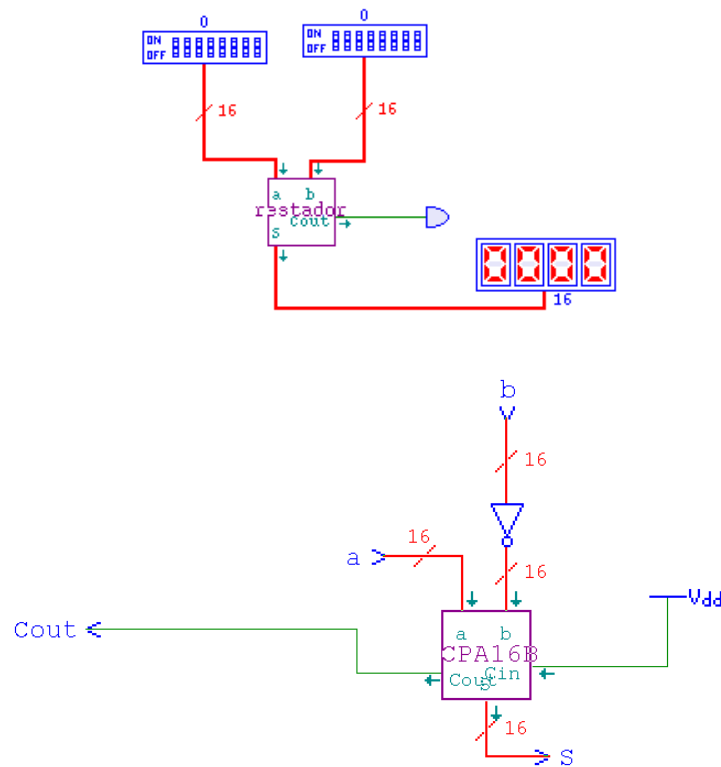 0
0
ON
OFF
ON
OFF
16
16
a b
restador
Cout
S
0000
16
b
16
16
a
16
Vdd
Cout
a b
CPA16B
Cout Cin
S
16
S